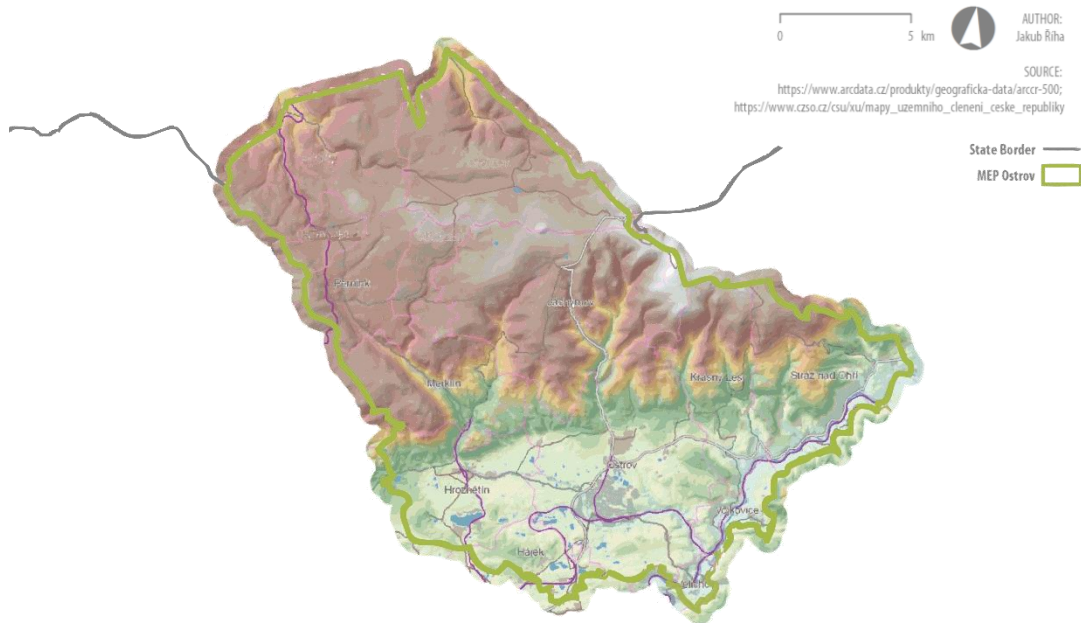 0 5 km
AUTHOR:
Jakub Říha
SOURCE:
https://www.arcdata.cz/produkty/geograficka-data/arccr-500;
https://www.czso.cz/csu/xu/mapy_uzemniho_cleneni_ceske_republiky
State Border
MEP Ostrov
Pernink
Merklín
Krásný Les
Stráž nad Ohří
Ostrov
Hroznětín
Vojkovice
Hájek